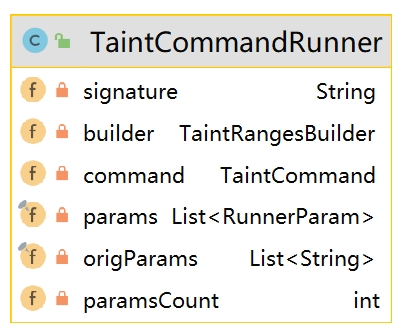 C TaintCommandRunner
f signature String
f builder TaintRangesBuilder
f command TaintCommand
f params List<RunnerParam>
f origParams List<String>
f paramsCount int